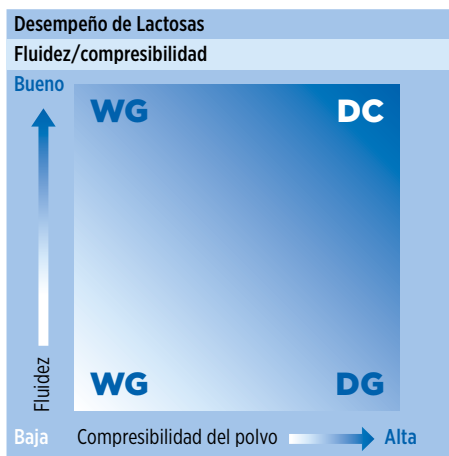 Desempeño de Lactosas
Fluidez/compresibilidad
Bueno
WG DC
Fluidez
WG DG
Baja Compresibilidad del polvo Alta